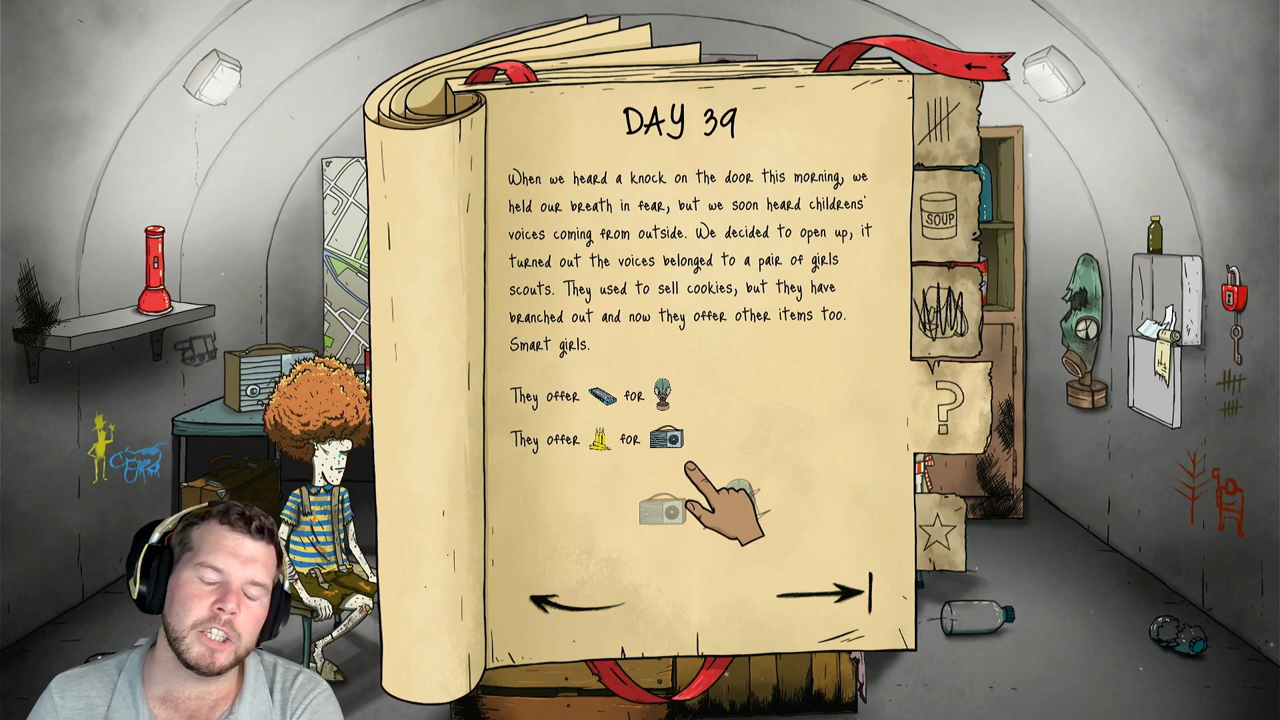 DAY 39
When we heard a knock on the door this morning, we
held our breath in fear, but we soon heard childrens'
voices coming from outside. We decided to open up, it
turned out the voices belonged to a pair of girls
scouts. They used to sell cookies, but they have
branched out and now they offer other items too.
Smart girls.
They offer for
They offer for
SOUP
?